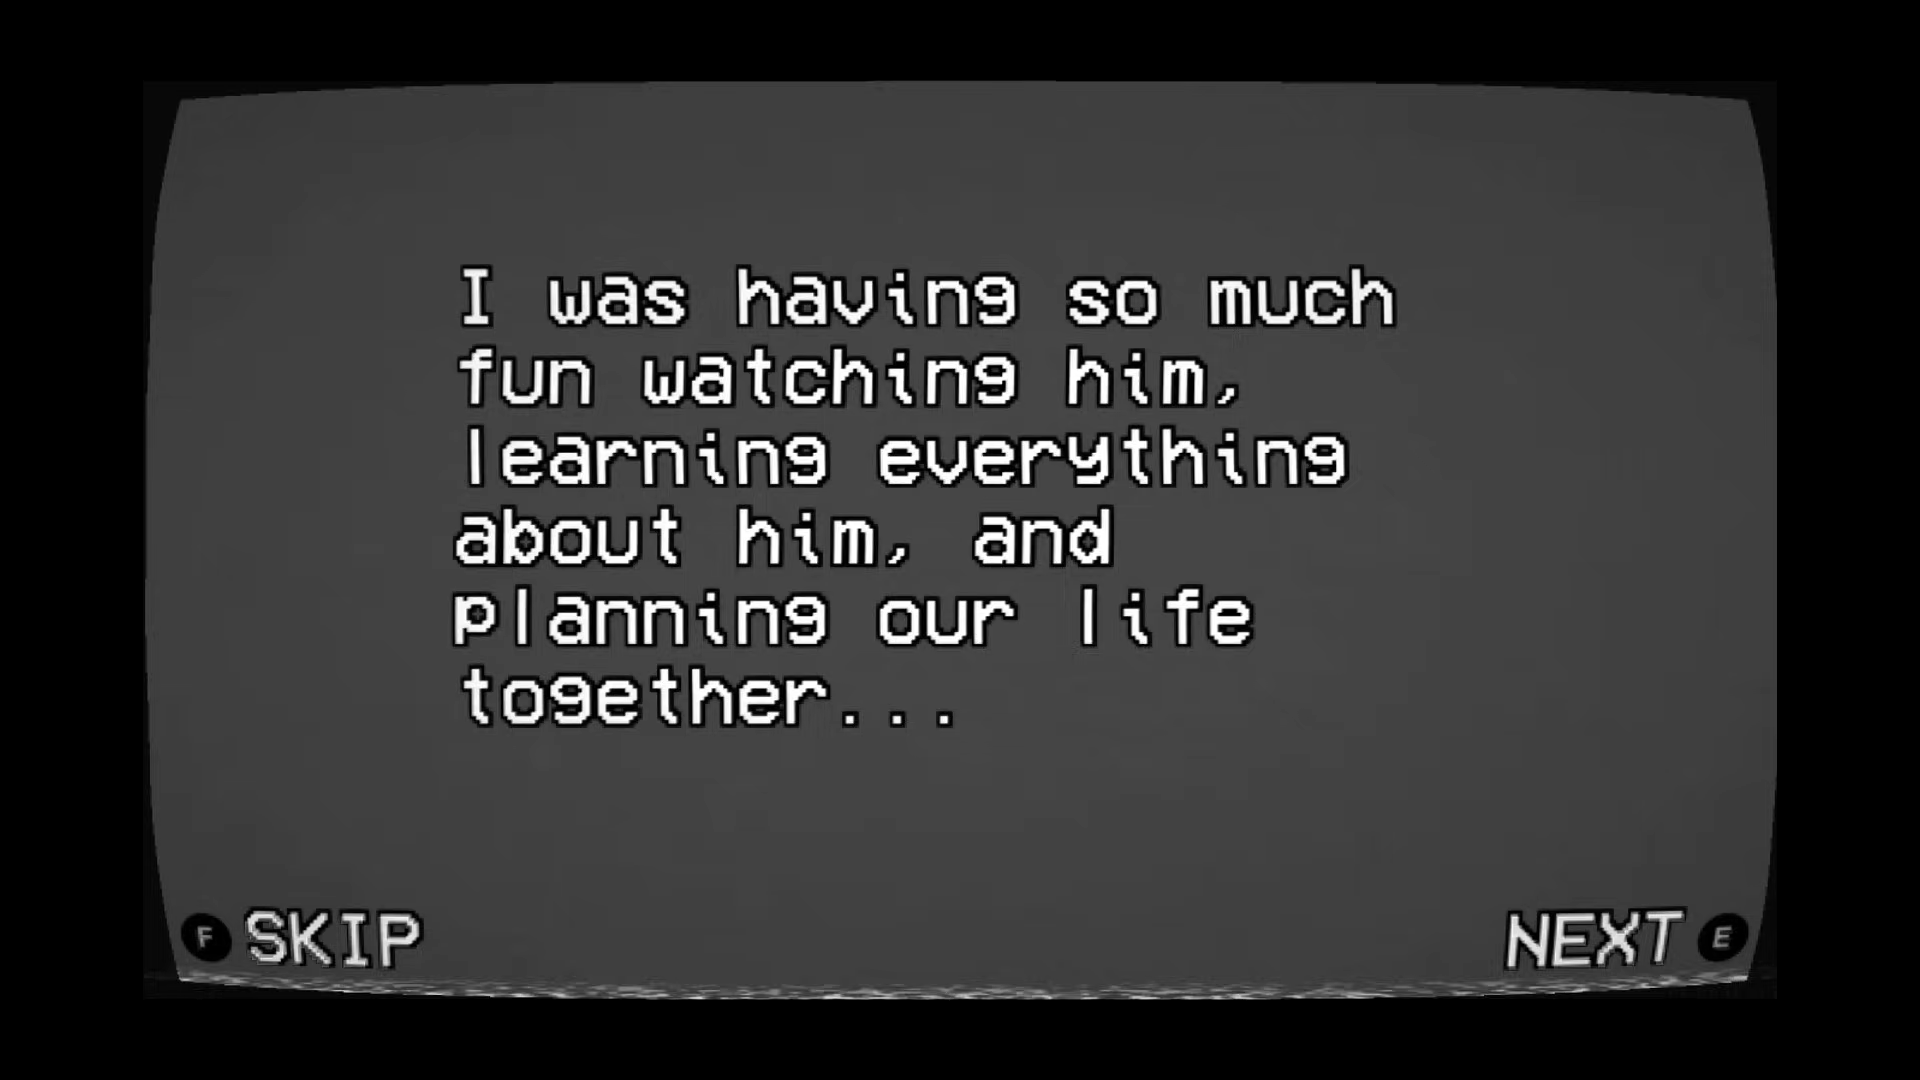 I was having so much
fun watching him,
learning everything
about him, and
planning our life
together...
F SKIP
NEXT E